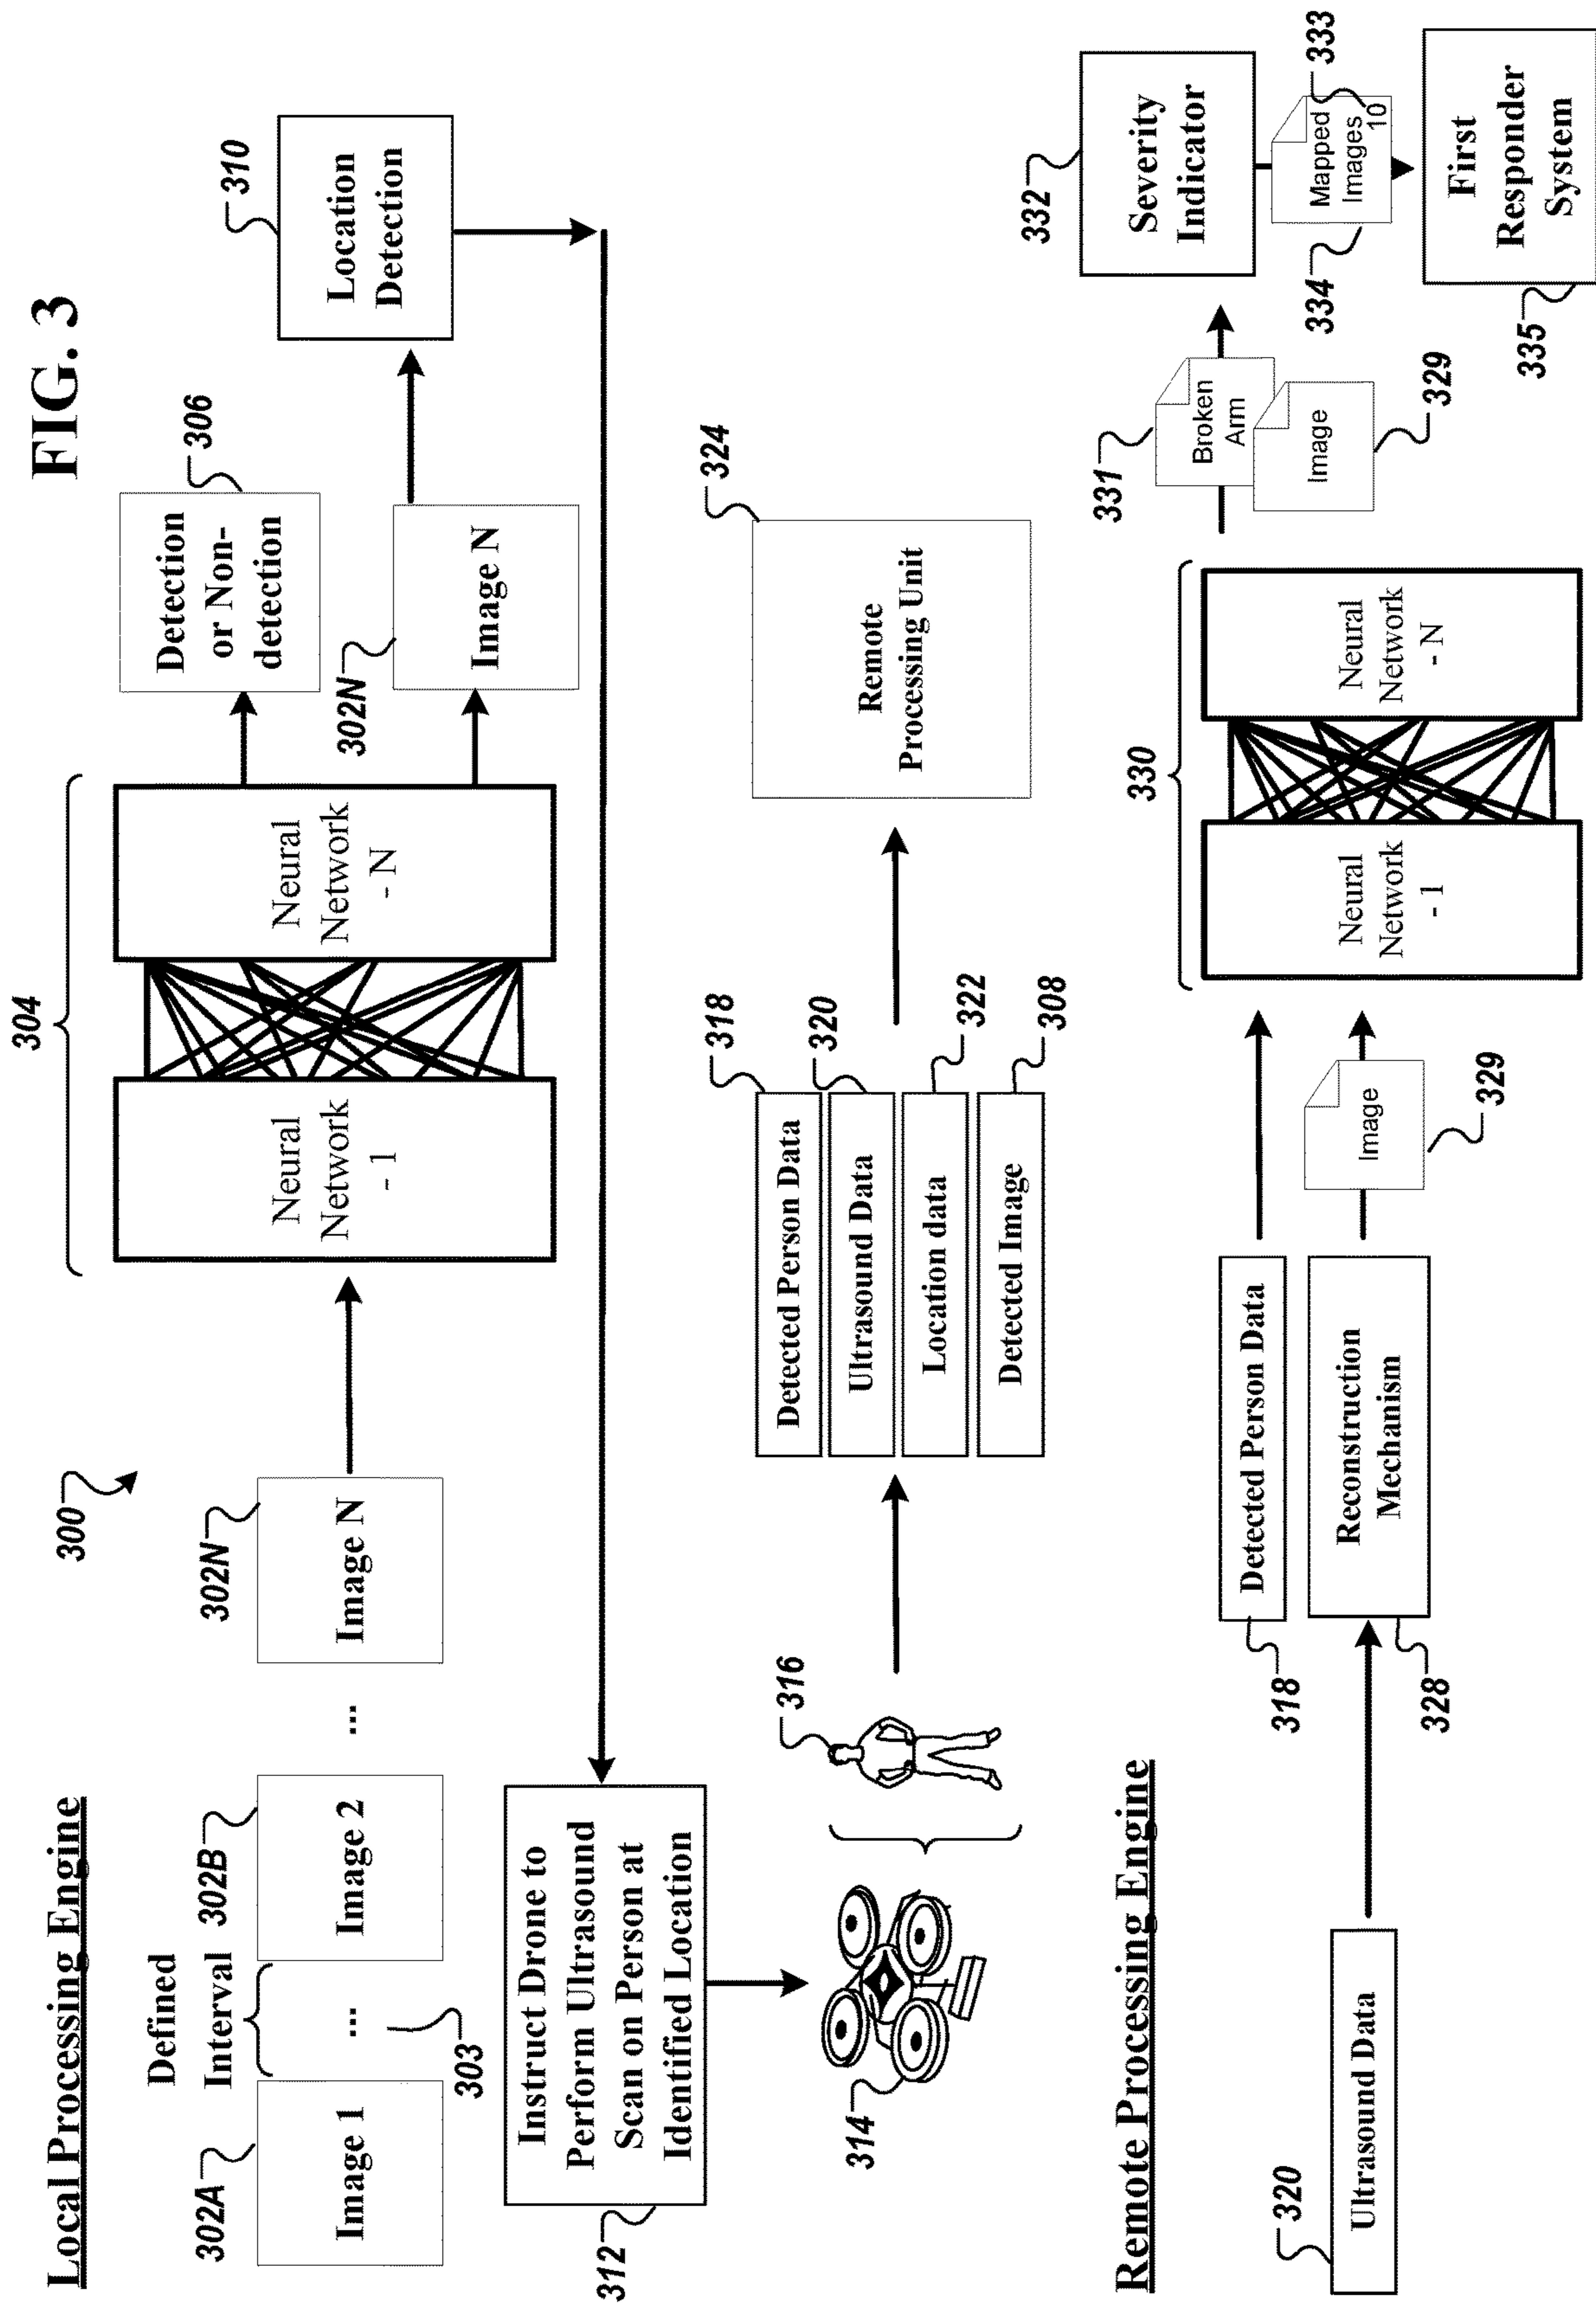 FIG. 3
Local Processing Engine
300
302A
Image 1
Defined
Interval
...
303
302B
Image 2
...
302N
Image N
304
Neural
Network
- 1
Neural
Network
- N
306
Detection
or Non-
detection
302N
Image N
310
Location
Detection
312
Instruct Drone to
Perform Ultrasound
Scan on Person at
Identified Location
314
316
Detected Person Data
318
Ultrasound Data
320
Location data
322
Detected Image
308
324
Remote
Processing Unit
Remote Processing Engine
320
Ultrasound Data
318
Detected Person Data
328
Reconstruction
Mechanism
Image
329
330
Neural
Network
- 1
Neural
Network
- N
331
Broken
Arm
Image
329
332
Severity
Indicator
334
Mapped
Images
10
333
335
First
Responder
System